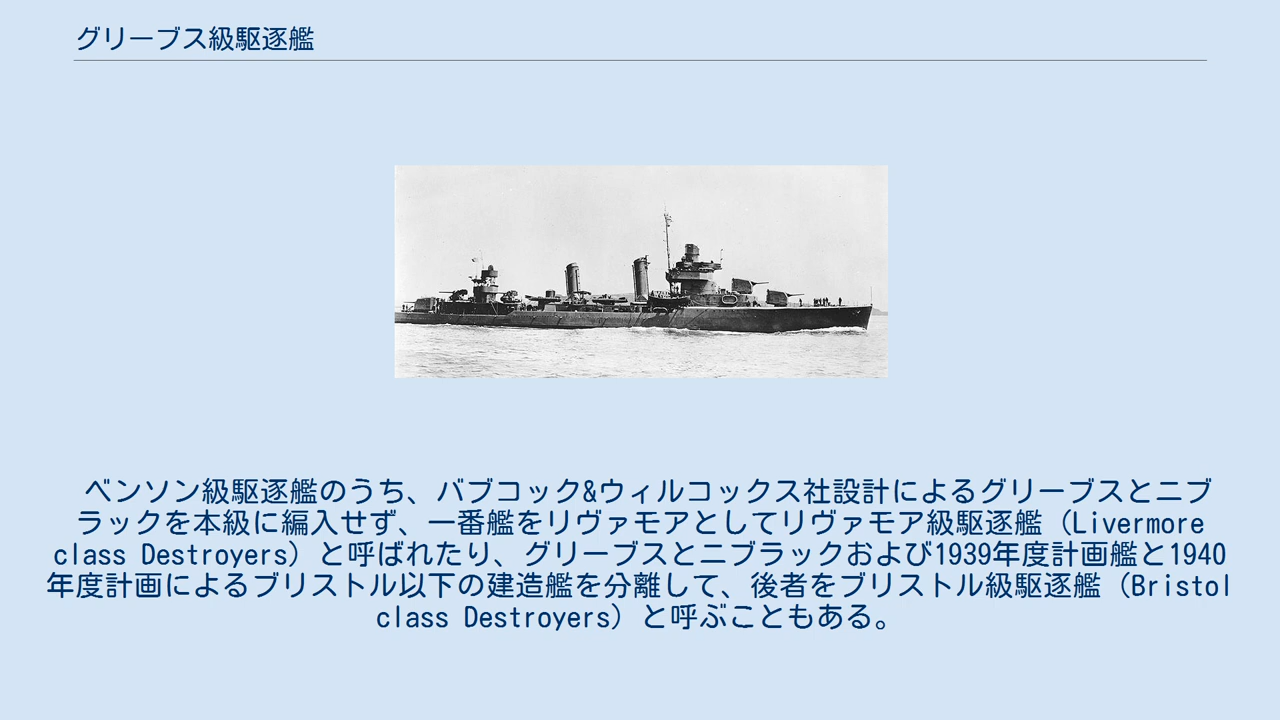 グリーブス級駆逐艦
ベンソン級駆逐艦のうち、バブコック&ウィルコックス社設計によるグリーブスとニブ
ラックを本級に編入せず、一番艦をリヴァモアとしてリヴァモア級駆逐艦（Livermore
class Destroyers）と呼ばれたり、グリーブスとニブラックおよび1939年度計画艦と1940
年度計画によるブリストル以下の建造艦を分離して、後者をブリストル級駆逐艦（Bristol
class Destroyers）と呼ぶこともある。